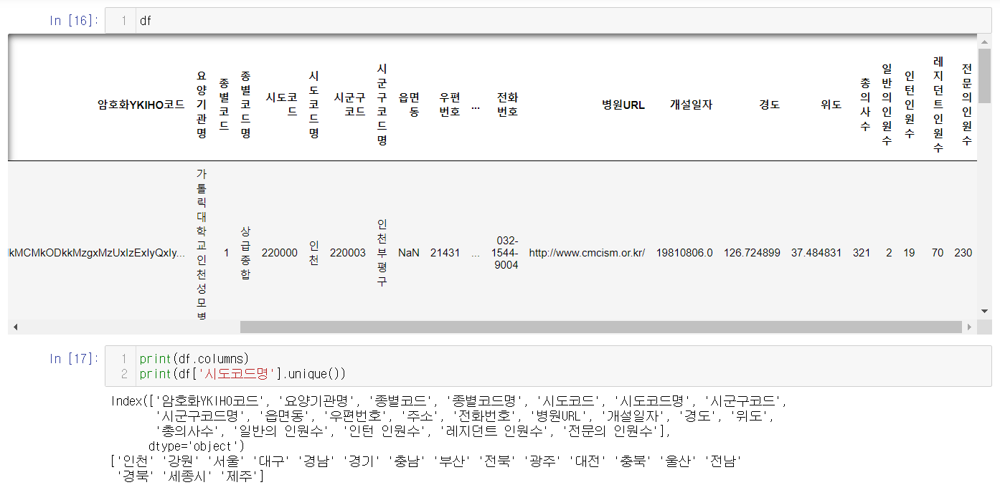 In [16]:
1 df
암호화YKIHO코드 요양기관명 종별코드 종별코드명 시도코드 시도코드명 시군구코드 시군구코드명 읍면동 우편번호 ... 전화번호 병원URL 개설일자 경도 위도 총의사수 일반의인원수 인턴인원수 레지던트인원수 전문의인원수
kMCMkODkkMzgxMzUxIzExIyQxIy... 가톨릭대학교인천성모병 1 상급종합 220000 인천 220003 인천부평구 NaN 21431 ... 032-1544-9004 http://www.cmcism.or.kr/ 19810806.0 126.724899 37.484831 321 2 19 70 230
In [17]:
1 print(df.columns)
2 print(df['시도코드명'].unique())
Index(['암호화YKIHO코드', '요양기관명', '종별코드', '종별코드명', '시도코드', '시도코드명', '시군구코드',
'시군구코드명', '읍면동', '우편번호', '주소', '전화번호', '병원URL', '개설일자', '경도', '위도',
'총의사수', '일반의 인원수', '인턴 인원수', '레지던트 인원수', '전문의 인원수'],
dtype='object')
['인천' '강원' '서울' '대구' '경남' '경기' '충남' '부산' '전북' '광주' '대전' '충북' '울산' '전남'
'경북' '세종시' '제주']